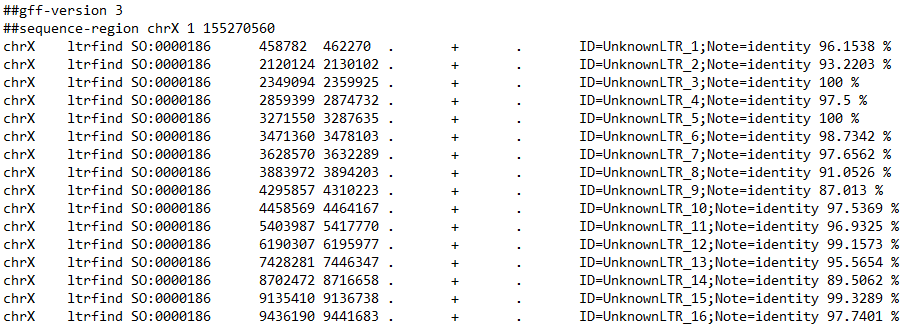 ##gff-version 3
##sequence-region chrX 1 155270560
chrX ltrfind SO:0000186 458782 462270 . + . ID=UnknownLTR_1;Note=identity 96.1538 %
chrX ltrfind SO:0000186 2120124 2130102 . + . ID=UnknownLTR_2;Note=identity 93.2203 %
chrX ltrfind SO:0000186 2349094 2359925 . + . ID=UnknownLTR_3;Note=identity 100 %
chrX ltrfind SO:0000186 2859399 2874732 . + . ID=UnknownLTR_4;Note=identity 97.5 %
chrX ltrfind SO:0000186 3271550 3287635 . + . ID=UnknownLTR_5;Note=identity 100 %
chrX ltrfind SO:0000186 3471360 3478103 . + . ID=UnknownLTR_6;Note=identity 98.7342 %
chrX ltrfind SO:0000186 3628570 3632289 . + . ID=UnknownLTR_7;Note=identity 97.6562 %
chrX ltrfind SO:0000186 3883972 3894203 . + . ID=UnknownLTR_8;Note=identity 91.0526 %
chrX ltrfind SO:0000186 4295857 4310223 . + . ID=UnknownLTR_9;Note=identity 87.013 %
chrX ltrfind SO:0000186 4458569 4464167 . + . ID=UnknownLTR_10;Note=identity 97.5369 %
chrX ltrfind SO:0000186 5403987 5417770 . + . ID=UnknownLTR_11;Note=identity 96.9325 %
chrX ltrfind SO:0000186 6190307 6195977 . + . ID=UnknownLTR_12;Note=identity 99.1573 %
chrX ltrfind SO:0000186 7428281 7446347 . + . ID=UnknownLTR_13;Note=identity 95.5654 %
chrX ltrfind SO:0000186 8702472 8716658 . + . ID=UnknownLTR_14;Note=identity 89.5062 %
chrX ltrfind SO:0000186 9135410 9136738 . + . ID=UnknownLTR_15;Note=identity 99.3289 %
chrX ltrfind SO:0000186 9436190 9441683 . + . ID=UnknownLTR_16;Note=identity 97.7401 %